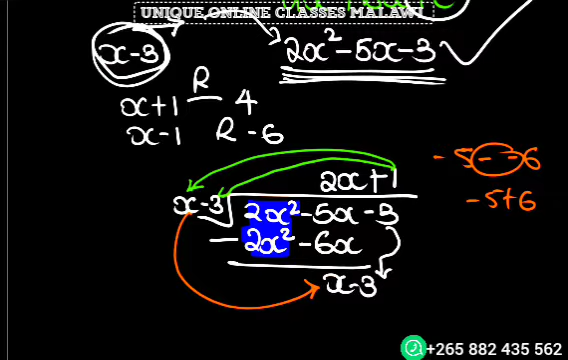 UNIQUE ONLINE CLASSES MALAWI
x-3
2x²-5x-3
R
x+1 4
x-1 R -6
-5--6
-5+6
2x+1
x-3 2x²-5x-3
- 2x²-6x
x-3
+265 882 435 562